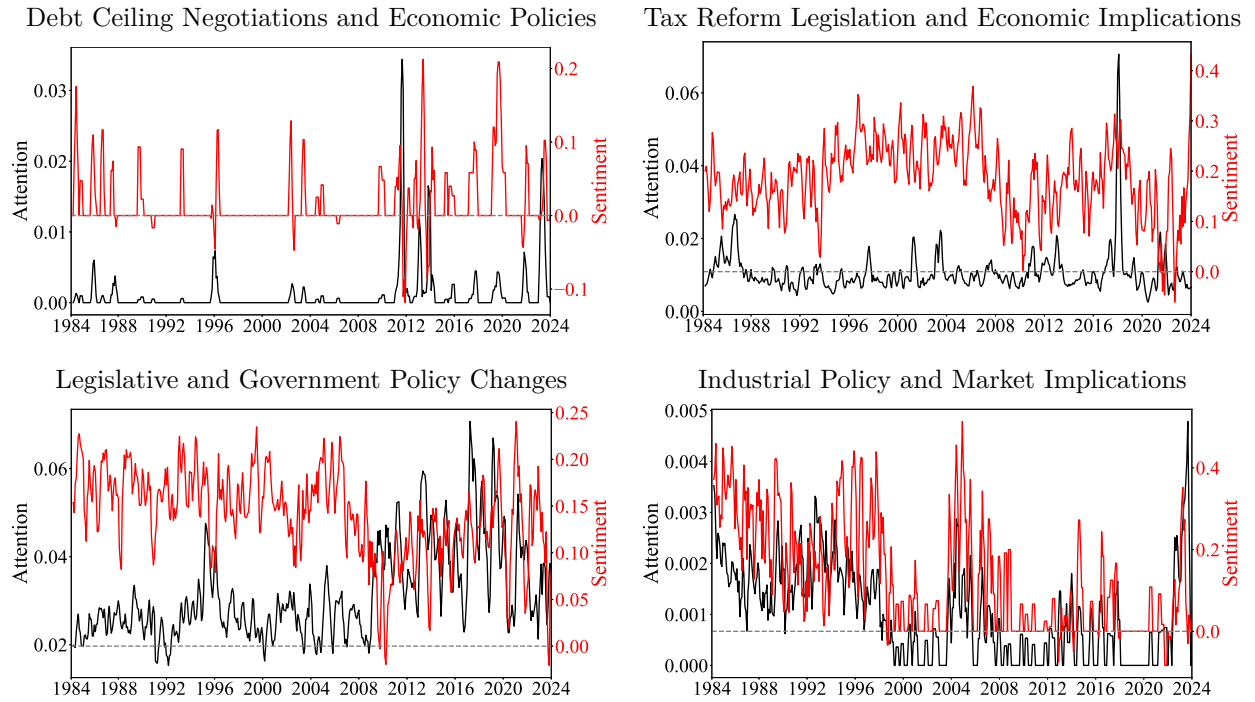 Debt Ceiling Negotiations and Economic Policies
Attention
0.03
0.02
0.01
0.00
0.2
0.1
0.0
−0.1
Sentiment
1984 1988 1992 1996 2000 2004 2008 2012 2016 2020 2024
Tax Reform Legislation and Economic Implications
Attention
0.06
0.04
0.02
0.00
0.4
0.3
0.2
0.1
0.0
Sentiment
1984 1988 1992 1996 2000 2004 2008 2012 2016 2020 2024
Legislative and Government Policy Changes
Attention
0.06
0.04
0.02
0.25
0.20
0.15
0.10
0.05
0.00
Sentiment
1984 1988 1992 1996 2000 2004 2008 2012 2016 2020 2024
Industrial Policy and Market Implications
Attention
0.005
0.004
0.003
0.002
0.001
0.000
0.4
0.2
0.0
Sentiment
1984 1988 1992 1996 2000 2004 2008 2012 2016 2020 2024